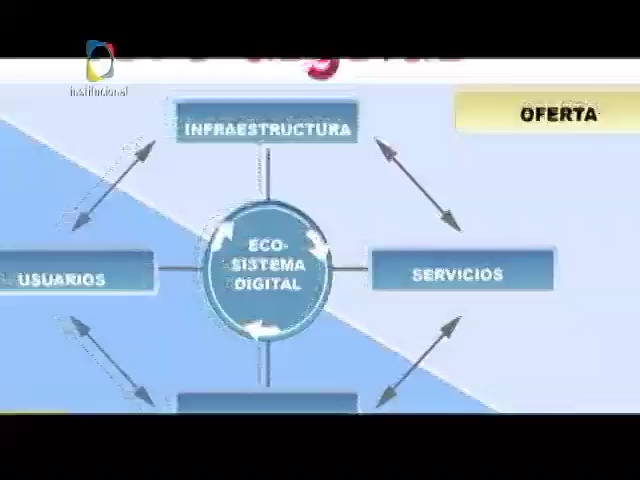 institucional
INFRAESTRUCTURA
OFERTA
ECO-
SISTEMA
DIGITAL
USUARIOS
SERVICIOS